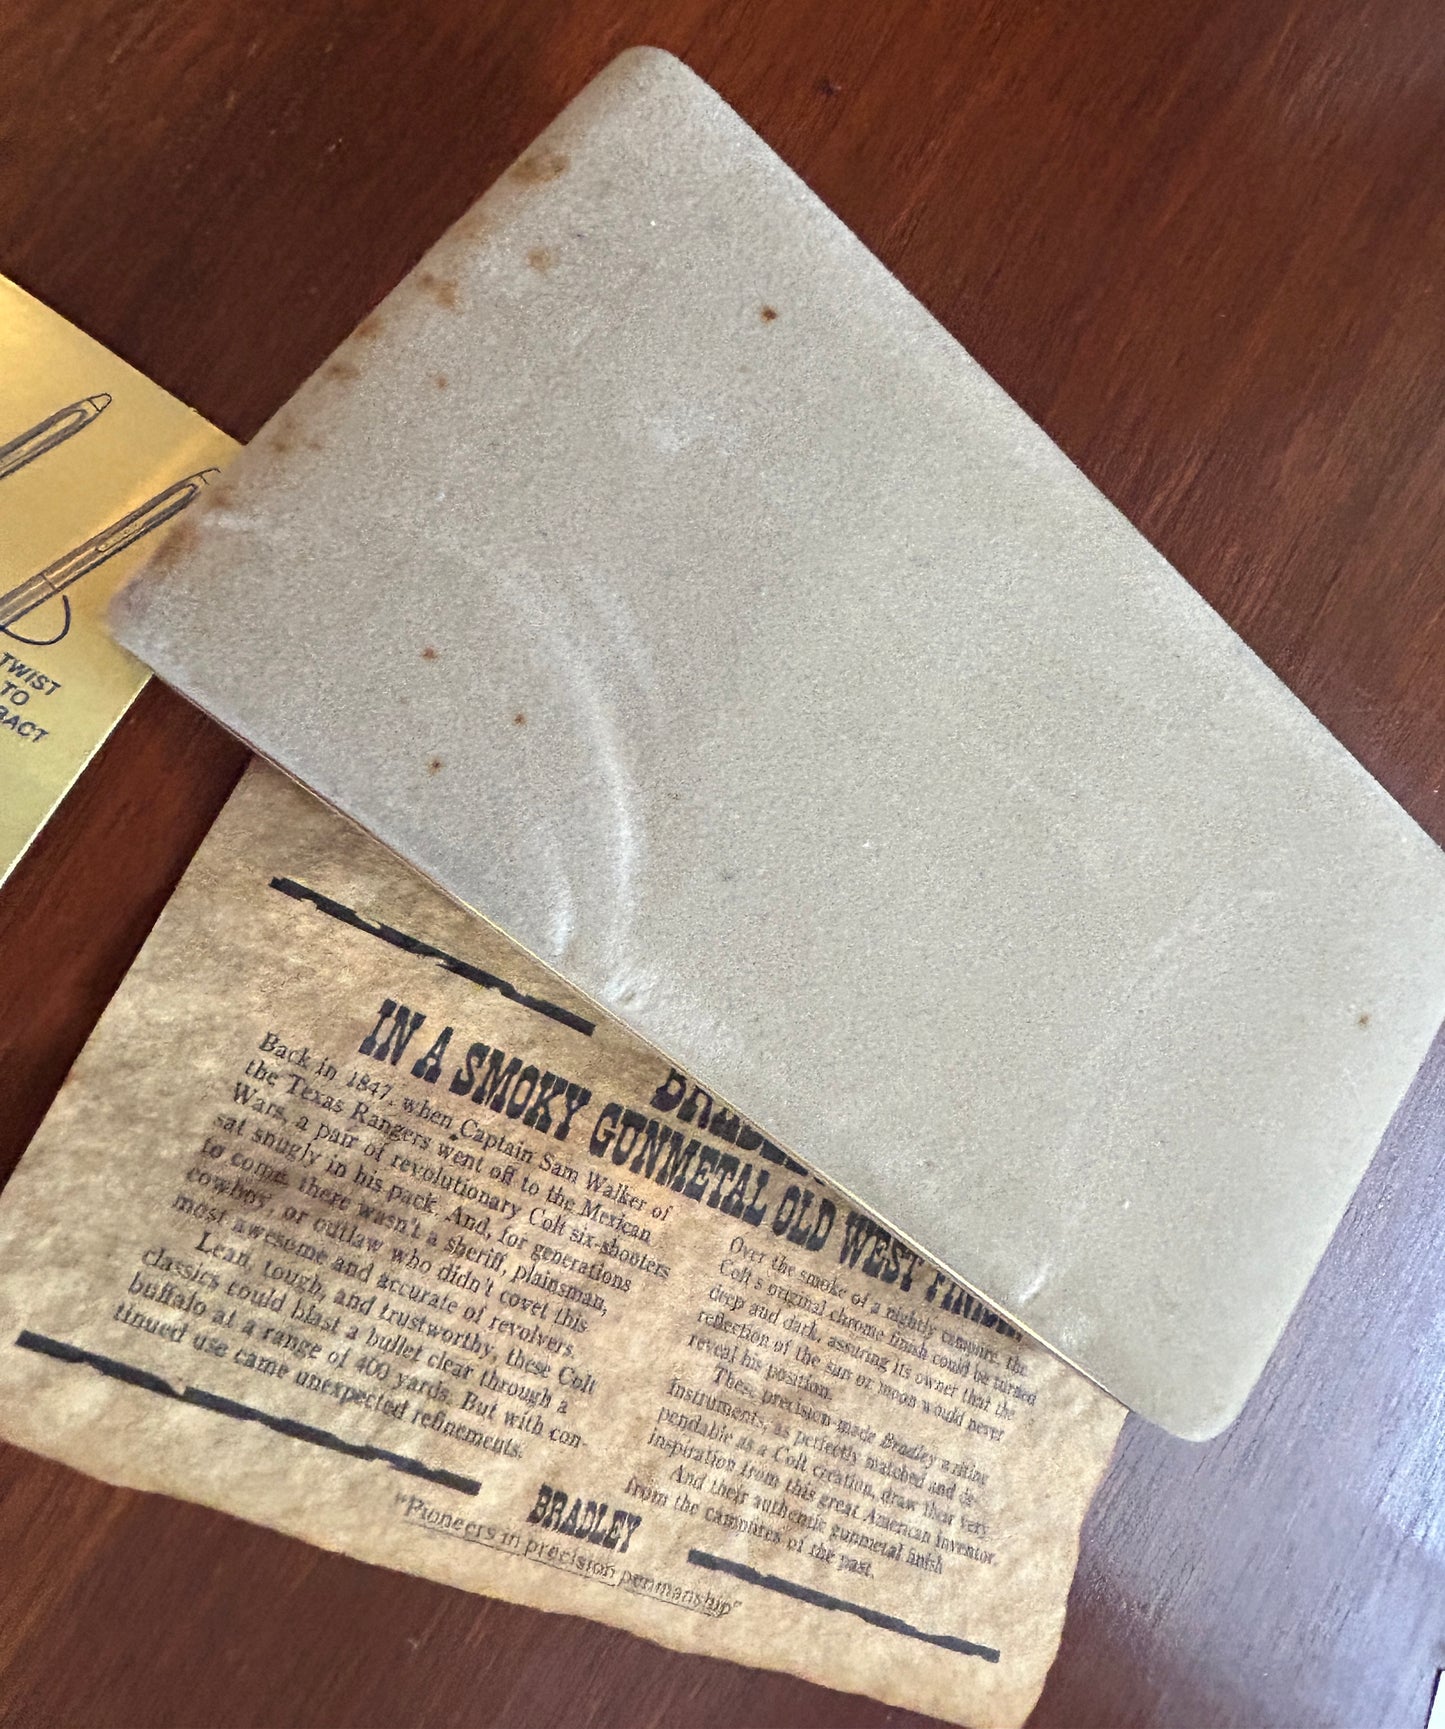 TWIST
TO
BRADLEY
IN A SMOKY GUNMETAL OLD WEST
Back in 1847, when Captain Sam Walker of
the Texas Rangers went off to the Mexican
Wars, a pair of revolutionary Colt six-shooters
sat snugly in his pack. And, for generations
to come, there wasn't a sheriff, plainsman,
cowboy, or outlaw who didn't covet this
most awesome and accurate of revolvers.
Lean, tough, and trustworthy, these Colt
classics could blast a bullet clear through a
buffalo at a range of 400 yards. But with con-
tinued use came unexpected refinements.
Over the smoke of a nightly campfire, the
Colt's original chrome finish could be turned
deep and dark, assuring its owner that the
reflection of the sun or moon would never
reveal his position.
These precision-made Bradley writing
instruments, as perfectly matched and de-
pendable as a Colt creation, draw their very
inspiration from this great American inventor.
And their authentic gunmetal finish
from the campfires of the past.
BRADLEY
"Pioneers in precision penmanship"